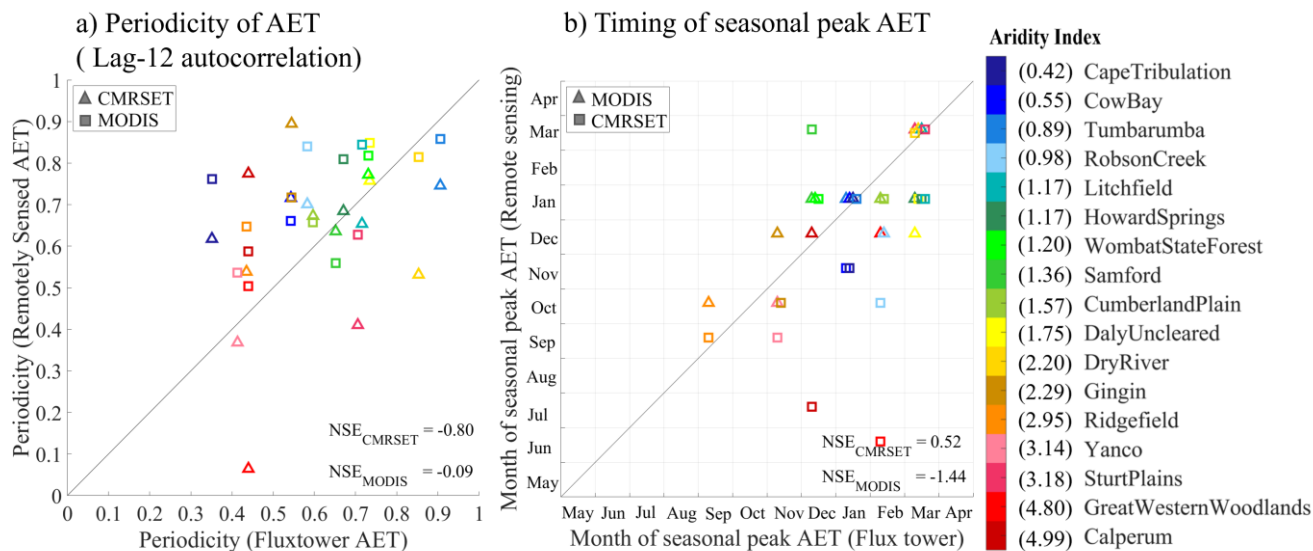 a) Periodicity of AET
( Lag-12 autocorrelation)
CMRSET
MODIS
1
0.9
0.8
0.7
0.6
0.5
0.4
0.3
0.2
0.1
0
Periodicity (Remotely Sensed AET)
NSE CMRSET = -0.80
NSE MODIS = -0.09
0 0.1 0.2 0.3 0.4 0.5 0.6 0.7 0.8 0.9 1
Periodicity (Fluxtower AET)
b) Timing of seasonal peak AET
MODIS
CMRSET
Apr
Mar
Feb
Jan
Dec
Nov
Oct
Sep
Aug
Jul
Jun
May
Month of seasonal peak AET (Remote sensing)
NSE CMRSET = 0.52
NSE MODIS = -1.44
May Jun Jul Aug Sep Oct Nov Dec Jan Feb Mar Apr
Month of seasonal peak AET (Flux tower)
Aridity Index
(0.42) CapeTribulation
(0.55) CowBay
(0.89) Tumbarumba
(0.98) RobsonCreek
(1.17) Litchfield
(1.17) HowardSprings
(1.20) WombatStateForest
(1.36) Samford
(1.57) CumberlandPlain
(1.75) DalyUncleared
(2.20) DryRiver
(2.29) Gingin
(2.95) Ridgefield
(3.14) Yanco
(3.18) SturtPlains
(4.80) GreatWesternWoodlands
(4.99) Calperum